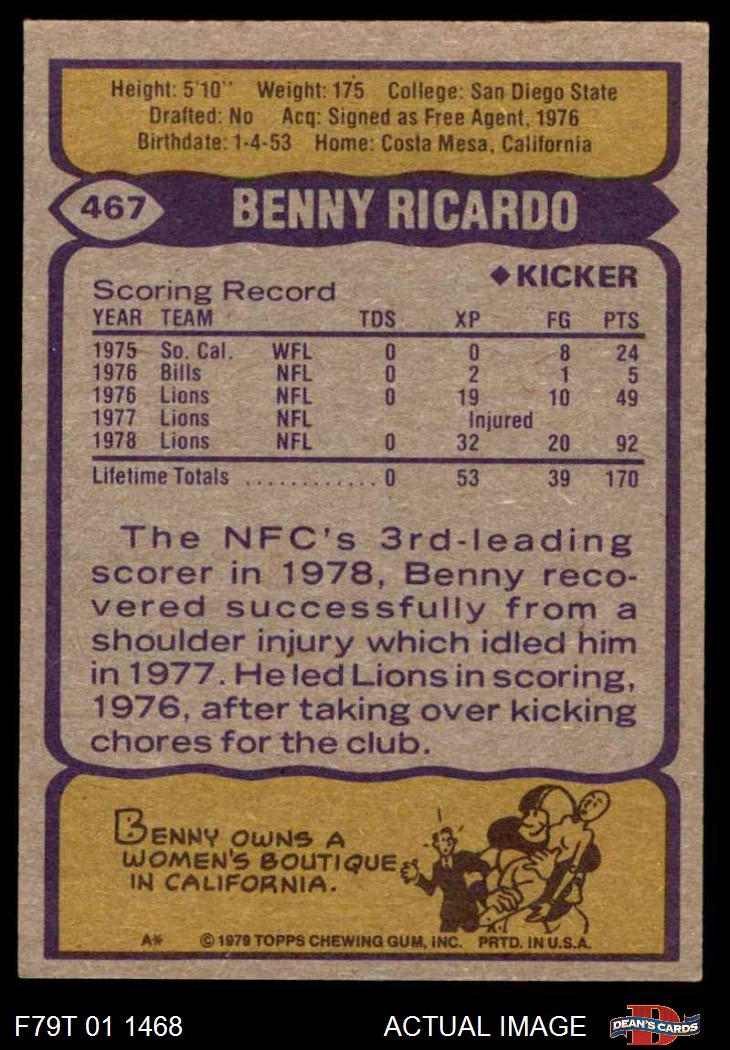 Height: 5'10" Weight: 175 College: San Diego State
Drafted: No Acq: Signed as Free Agent, 1976
Birthdate: 1-4-53 Home: Costa Mesa, California
467 BENNY RICARDO
◆KICKER
Scoring Record
YEAR TEAM TDS XP FG PTS
1975 So. Cal. WFL 0 0 8 24
1976 Bills NFL 0 2 1 5
1976 Lions NFL 0 19 10 49
1977 Lions NFL Injured
1978 Lions NFL 0 32 20 92
Lifetime Totals ............ 0 53 39 170
The NFC's 3rd-leading
scorer in 1978, Benny reco-
vered successfully from a
shoulder injury which idled him
in 1977. He led Lions in scoring,
1976, after taking over kicking
chores for the club.
BENNY OWNS A
WOMEN'S BOUTIQUE
IN CALIFORNIA.
A* © 1979 TOPPS CHEWING GUM, INC. PRTD. IN U.S.A.
F79T 01 1468 ACTUAL IMAGE D DEAN'S CARDS